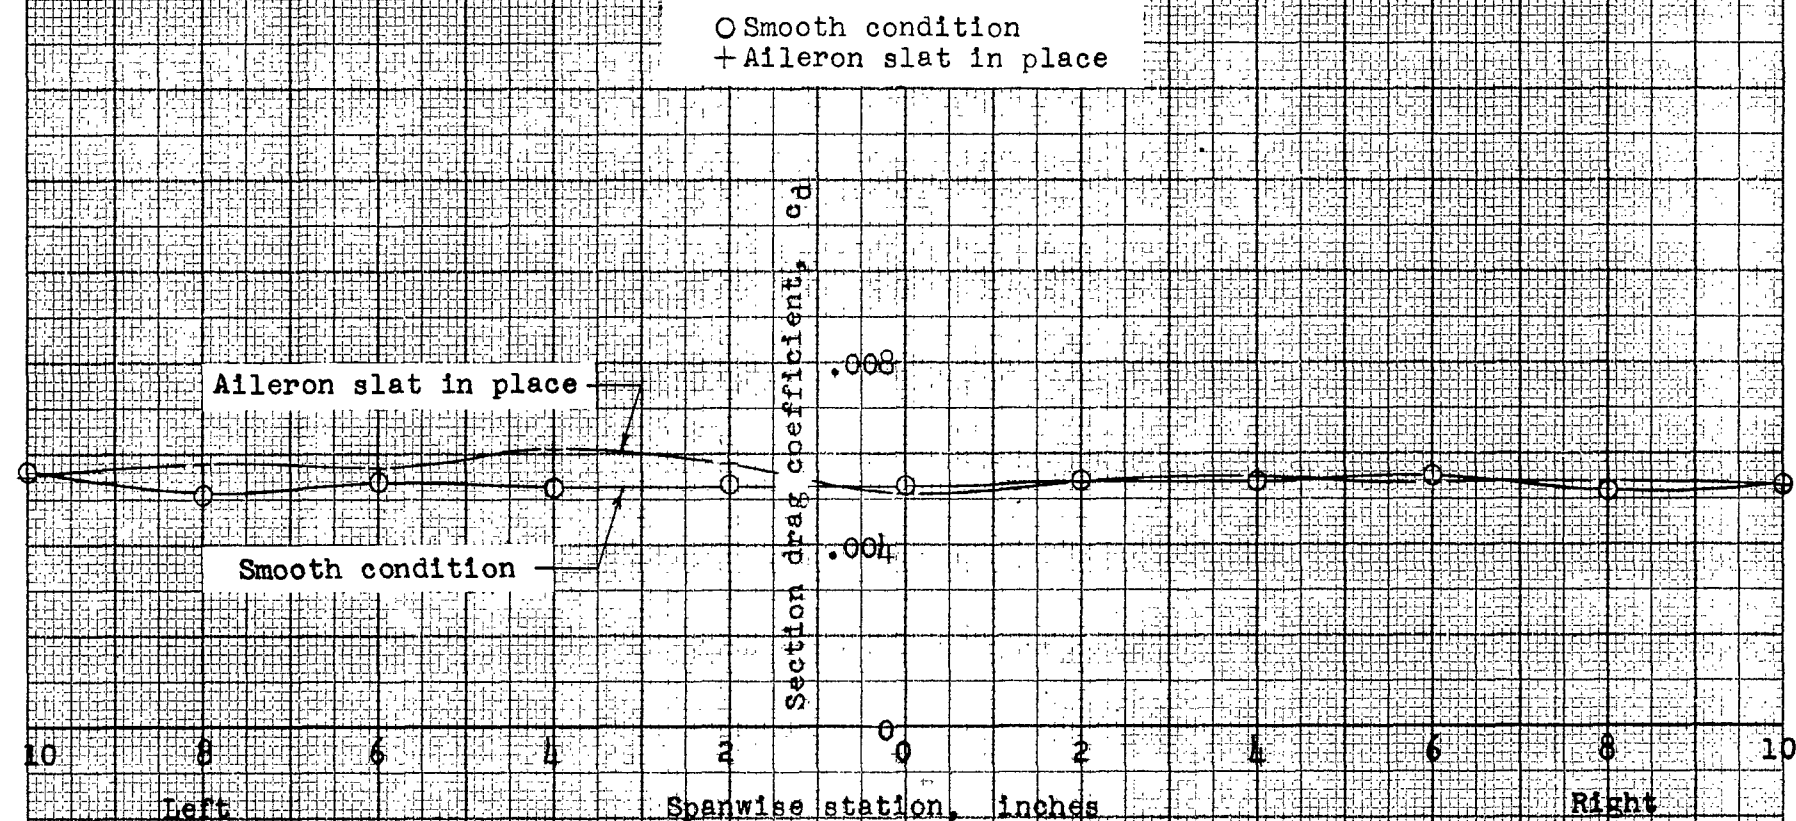 O Smooth condition
+ Aileron slat in place
Section drag coefficient, cd
.008
Aileron slat in place
.004
Smooth condition
0
10 8 6 4 2 0 2 4 6 8 10
Left Spanwise station, inches Right